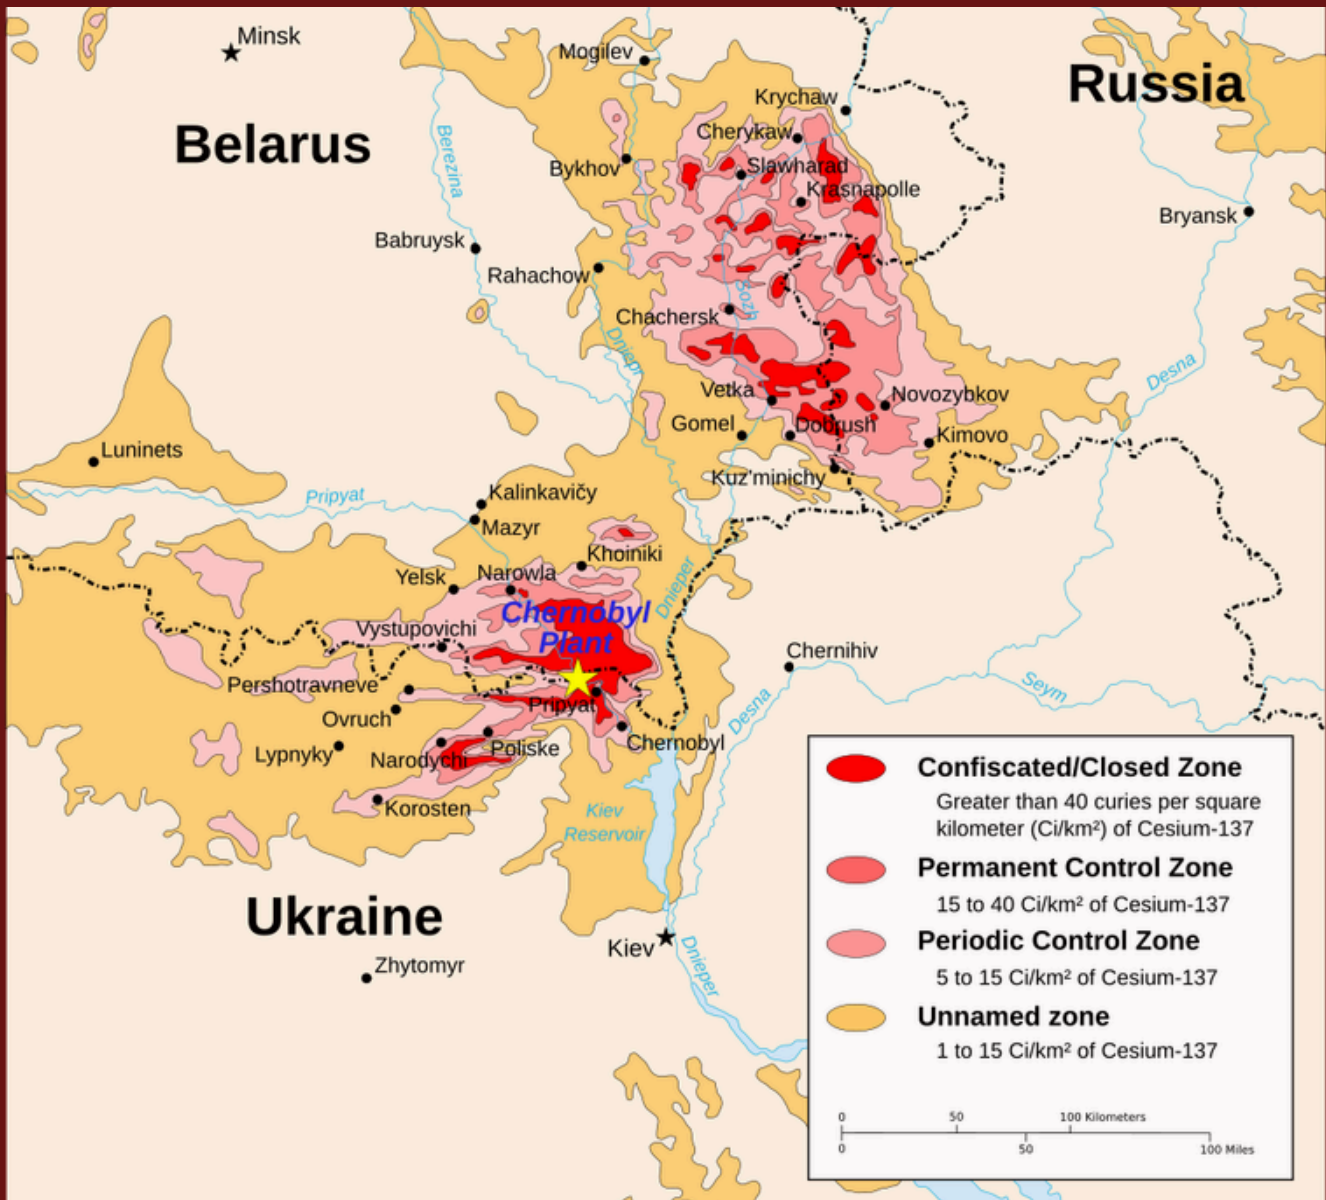 Minsk
Mogilev
Russia
Krychaw
Belarus
Berezina
Cherykaw
Bykhov
Slawharad
Krasnapolle
Bryansk
Babruysk
Rahachow
Sozh
Chachersk
Dniepr
Desna
Vetka
Novozybkov
Gomel
Dobrush
Kimovo
Luninets
Kuz'minichy
Pripyat
Kalinkavičy
Mazyr
Khoiniki
Yelsk
Narowla
Dnieper
Chernobyl
Plant
Vystupovichi
Chernihiv
Pershotravneve
Seym
Pripyat
Desna
Ovruch
Chernobyl
Lypnyky
Narodychi
Poliske
Korosten
Kiev
Reservoir
Ukraine
Kiev
Dnieper
Zhytomyr
Confiscated/Closed Zone
Greater than 40 curies per square
kilometer (Ci/km²) of Cesium-137
Permanent Control Zone
15 to 40 Ci/km² of Cesium-137
Periodic Control Zone
5 to 15 Ci/km² of Cesium-137
Unnamed zone
1 to 15 Ci/km² of Cesium-137
0 50 100 Kilometers
0 50 100 Miles